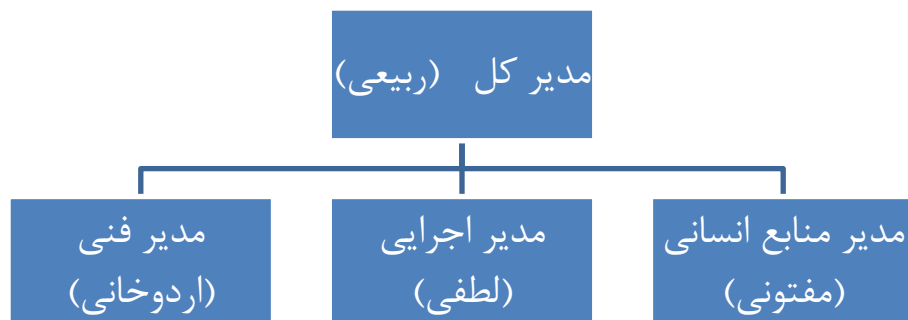 مدیر کل (ربیعی)
مدیر منابع انسانی
(مفتونی)
مدیر اجرایی
(لطفی)
مدیر فنی
(اردوخانی)